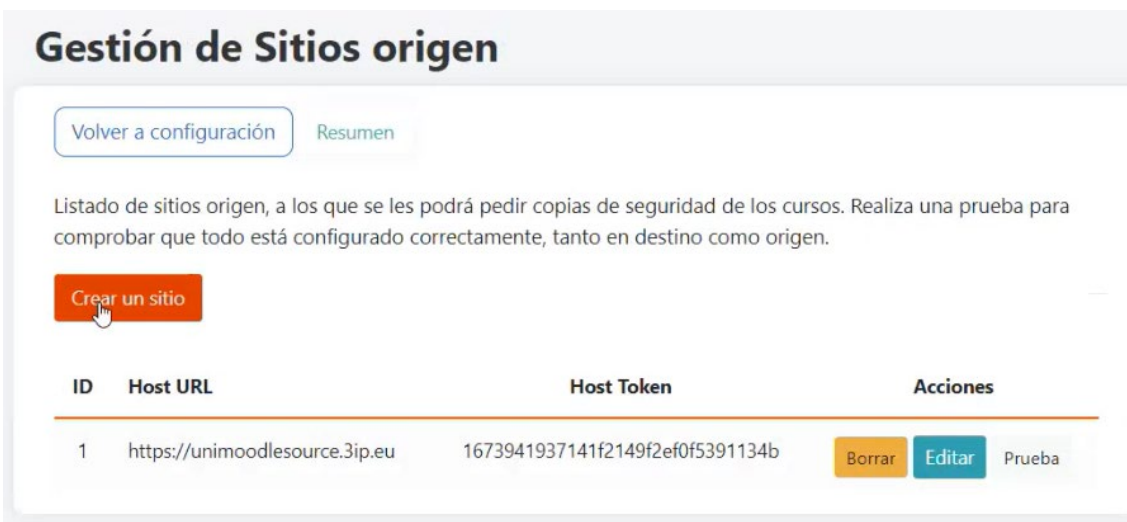 Gestión de Sitios origen
Volver a configuración
Resumen
Listado de sitios origen, a los que se les podrá pedir copias de seguridad de los cursos. Realiza una prueba para
comprobar que todo está configurado correctamente, tanto en destino como origen.
Crear un sitio
ID Host URL Host Token Acciones
1 https://unimoodlesource.3ip.eu 1673941937141f2149f2ef0f5391134b Borrar Editar Prueba